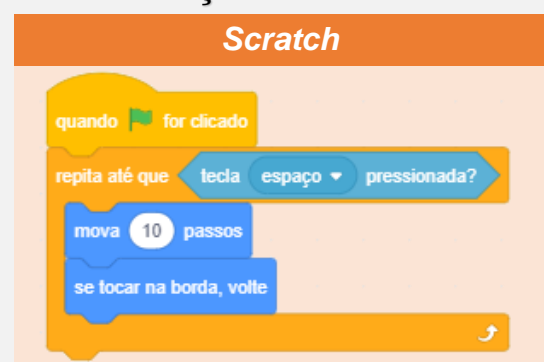 Scratch
quando for clicado
repita até que tecla espaço pressionada?
mova 10 passos
se tocar na borda, volte